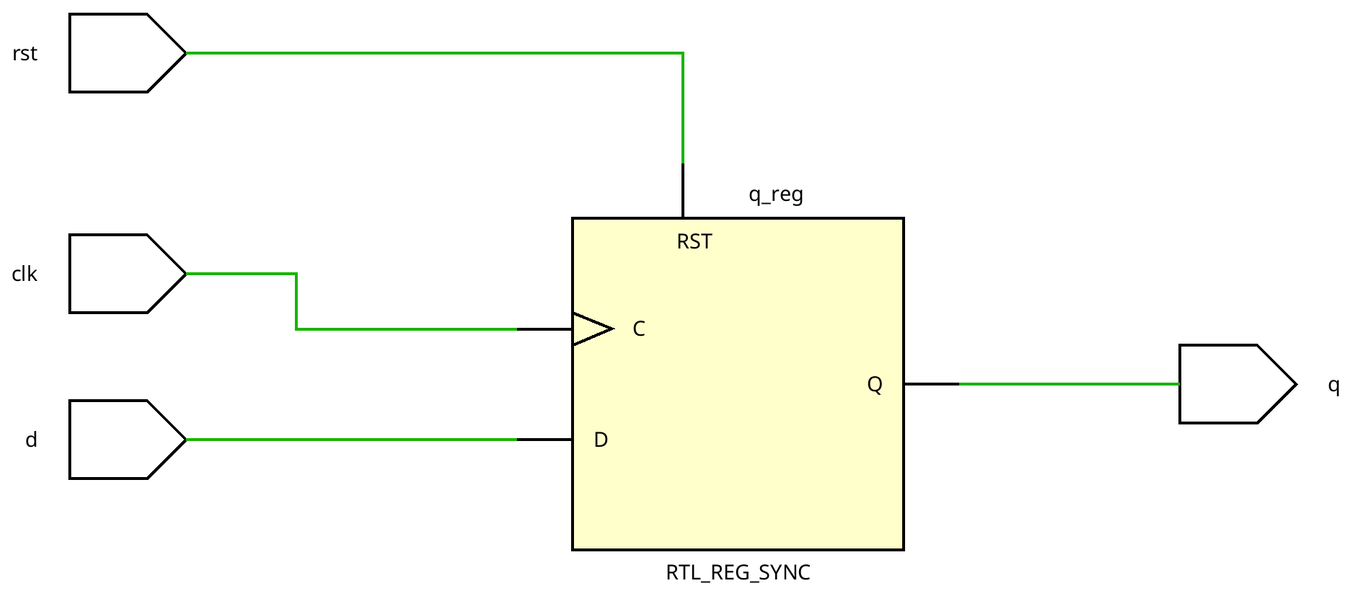 rst
q_reg
RST
clk
C
Q
q
d
D
RTL_REG_SYNC